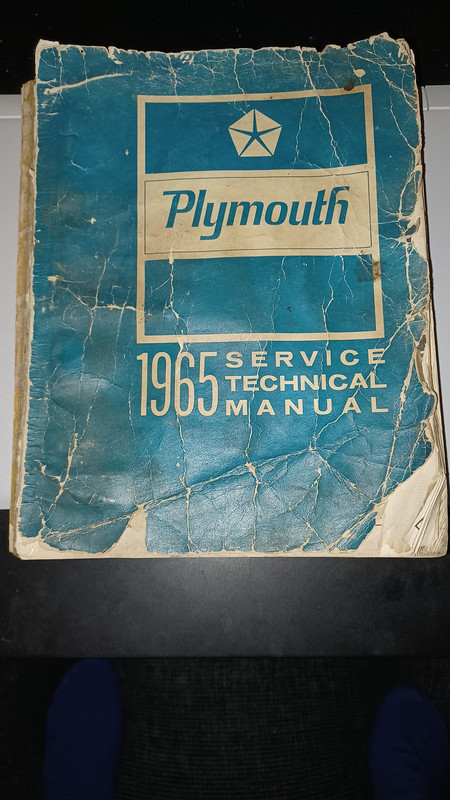 Plymouth
1965 SERVICE
TECHNICAL
MANUAL